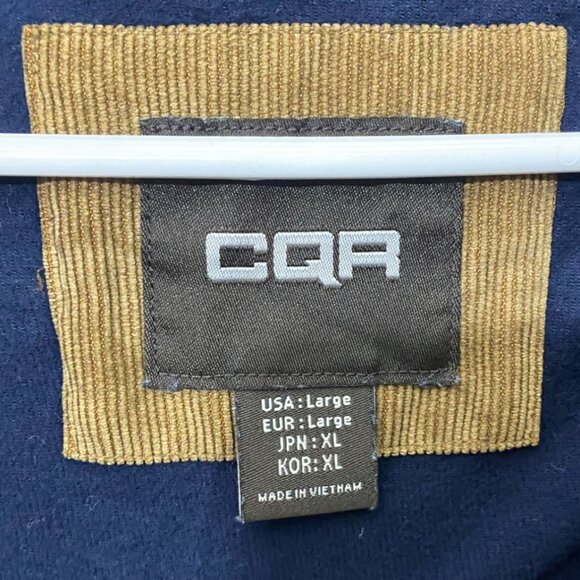 CQR
USA: Large
EUR: Large
JPN: XL
KOR: XL
MADE IN VIETNAM